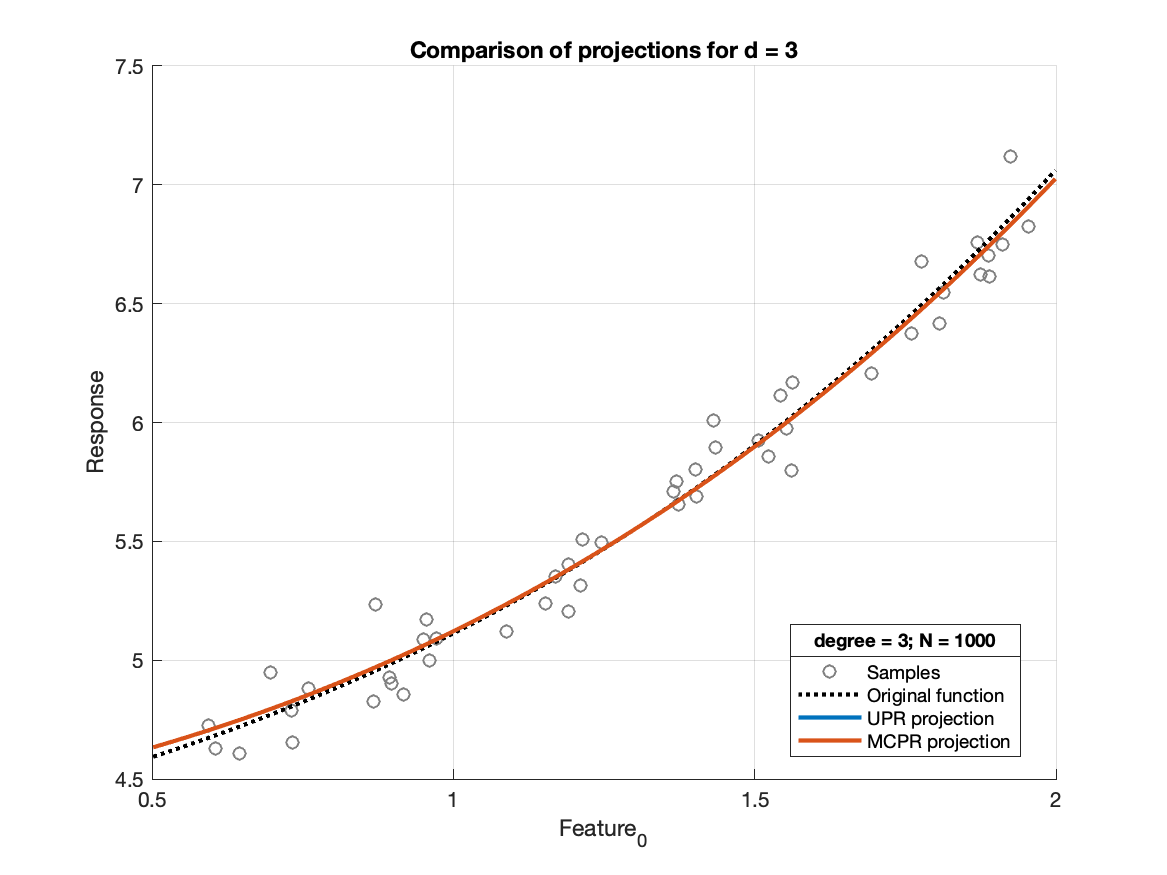 Comparison of projections for d = 3
7.5
7
6.5
6
5.5
5
4.5
Response
0.5
1
1.5
2
Feature0
degree = 3; N = 1000
Samples
Original function
UPR projection
MCPR projection